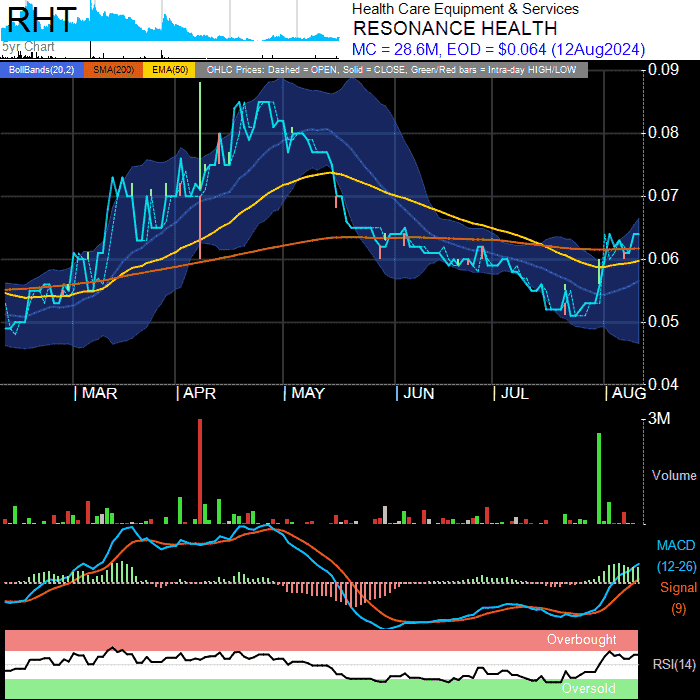 RHT
5yr Chart
Health Care Equipment & Services
RESONANCE HEALTH
MC = 28.6M, EOD = $0.064 (12Aug2024)
BollBands(20,2) SMA(200) EMA(50) OHLC Prices: Dashed = OPEN, Solid = CLOSE, Green/Red bars = Intra-day HIGH/LOW
0.09
0.08
0.07
0.06
0.05
0.04
MAR APR MAY JUN JUL AUG
3M
Volume
MACD
(12-26)
Signal
(9)
Overbought
RSI(14)
Oversold